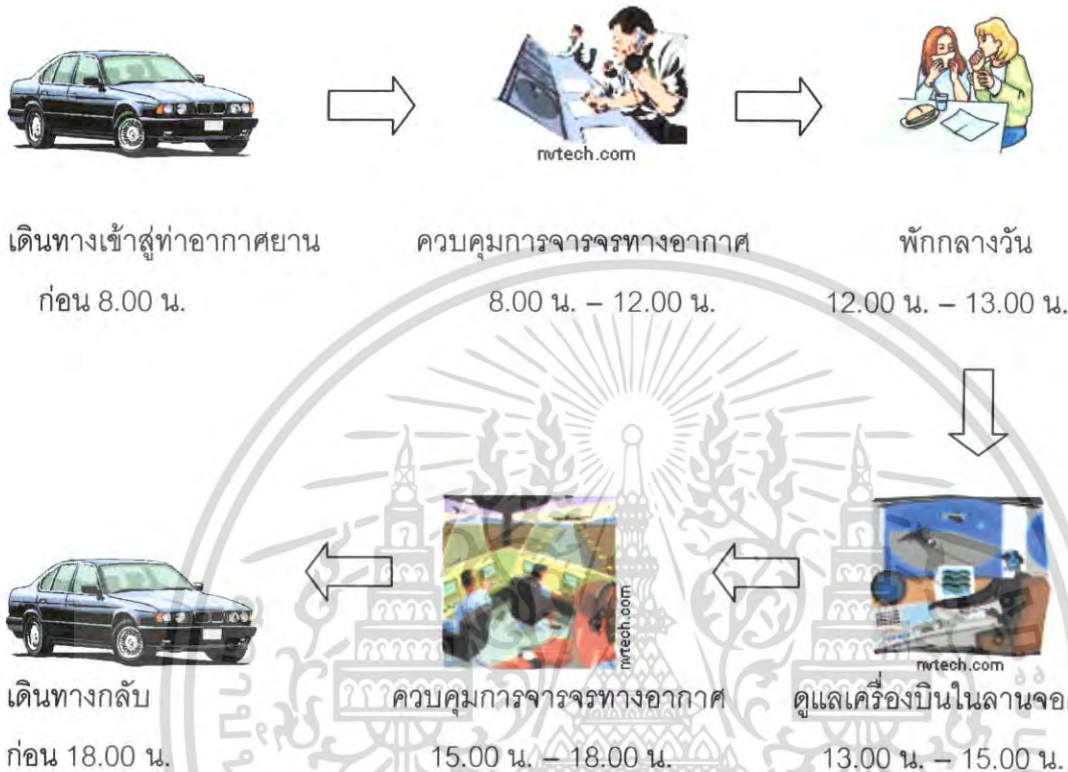 nvtech.com
เดินทางเข้าสู่ท่าอากาศยาน ควบคุมการจารจรทางอากาศ พักกลางวัน
ก่อน 8.00 น. 8.00 น. – 12.00 น. 12.00 น. – 13.00 น.
nvtech.com
nvtech.com
เดินทางกลับ ควบคุมการจารจรทางอากาศ ดูแลเครื่องบินในลานจอ
ก่อน 18.00 น. 15.00 น. – 18.00 น. 13.00 น. – 15.00 น.